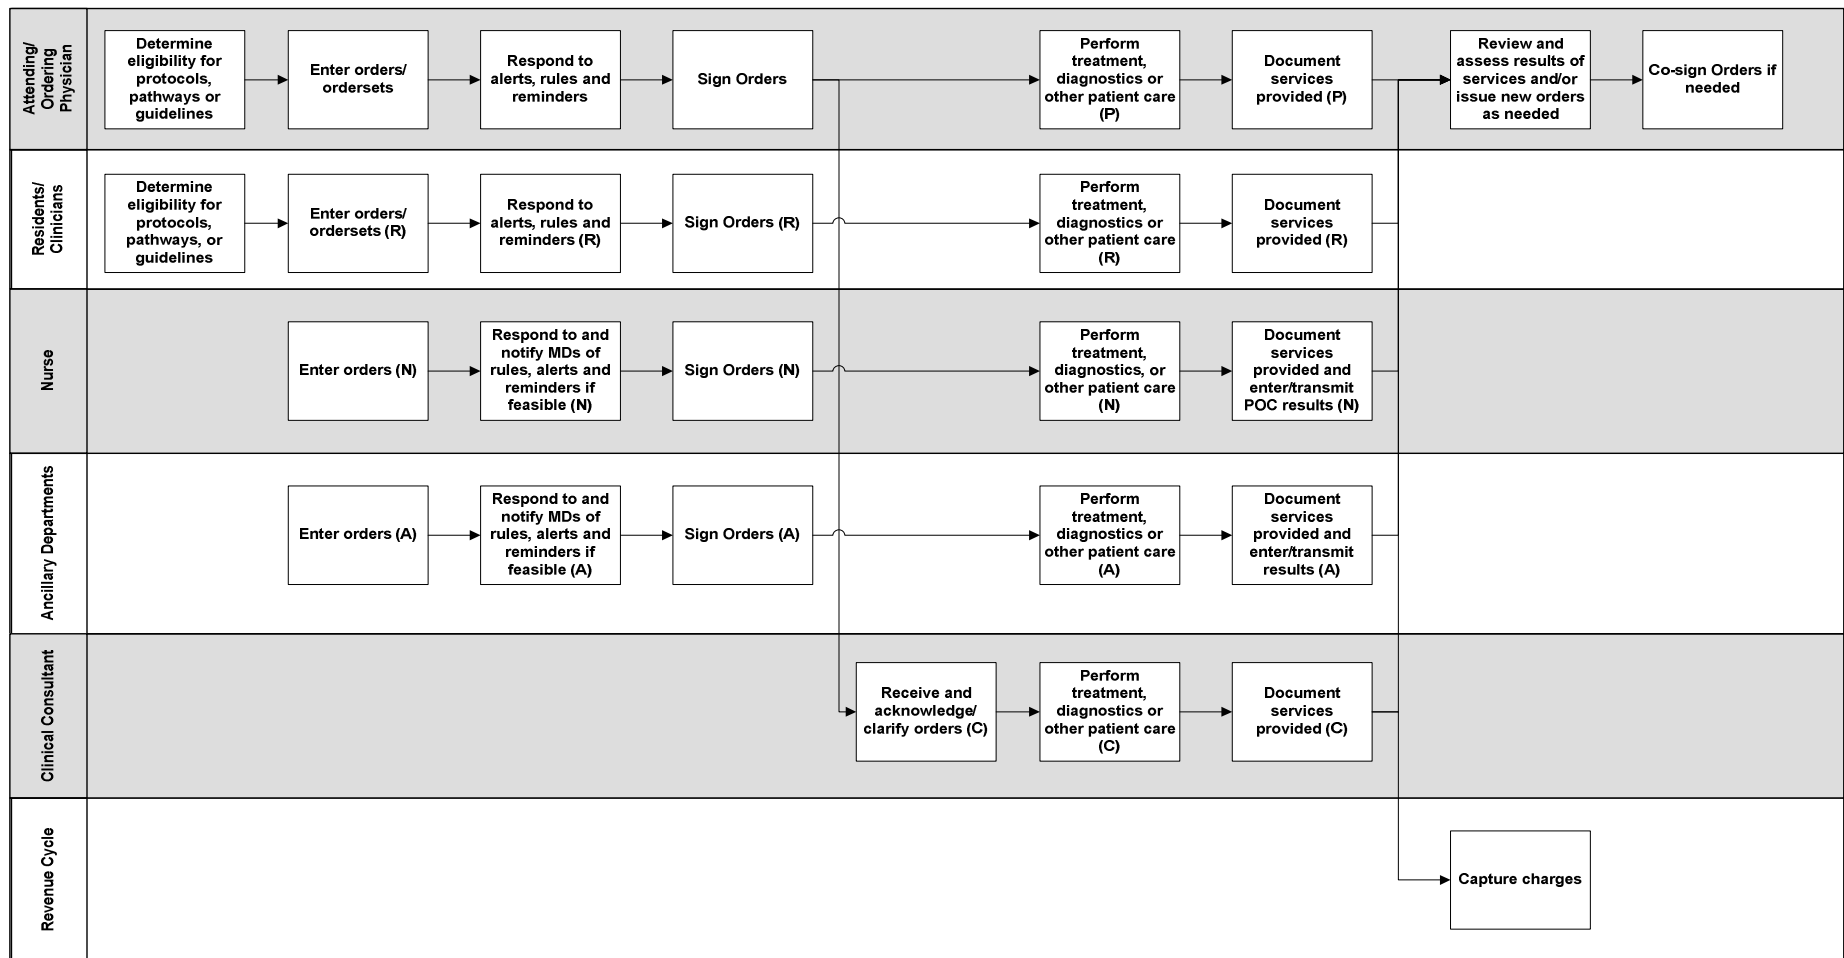 Attending/
Ordering
Physician
Determine
eligibility for
protocols,
pathways or
guidelines
Enter orders/
ordersets
Respond to
alerts, rules and
reminders
Sign Orders
Perform
treatment,
diagnostics or
other patient care
(P)
Document
services
provided (P)
Review and
assess results of
services and/or
issue new orders
as needed
Co-sign Orders if
needed
Residents/
Clinicians
Determine
eligibility for
protocols,
pathways, or
guidelines
Enter orders/
ordersets (R)
Respond to
alerts, rules and
reminders (R)
Sign Orders (R)
Perform
treatment,
diagnostics or
other patient care
(R)
Document
services
provided (R)
Nurse
Enter orders (N)
Respond to and
notify MDs of
rules, alerts and
reminders if
feasible (N)
Sign Orders (N)
Perform
treatment,
diagnostics, or
other patient care
(N)
Document
services
provided and
enter/transmit
POC results (N)
Ancillary Departments
Enter orders (A)
Respond to and
notify MDs of
rules, alerts and
reminders if
feasible (A)
Sign Orders (A)
Perform
treatment,
diagnostics or
other patient care
(A)
Document
services
provided and
enter/transmit
results (A)
Clinical Consultant
Receive and
acknowledge/
clarify orders (C)
Perform
treatment,
diagnostics or
other patient care
(C)
Document
services
provided (C)
Revenue Cycle
Capture charges